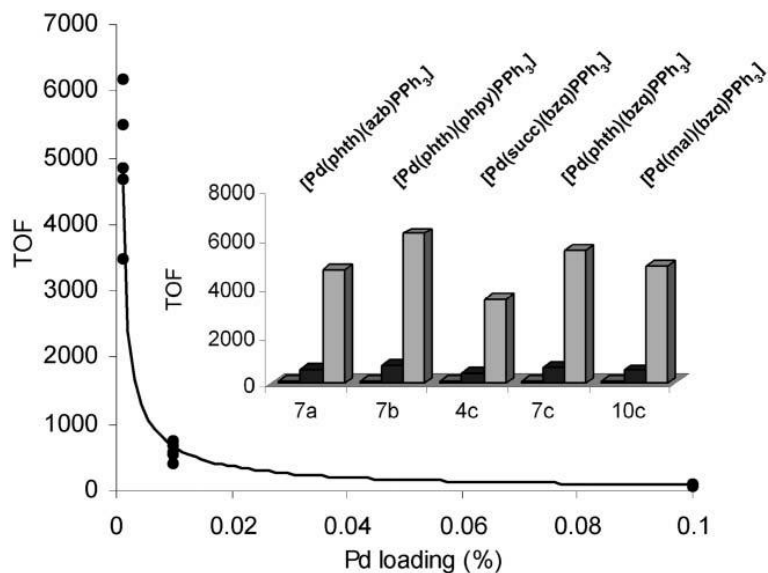 7000
6000
5000
4000
3000
2000
1000
0
TOF
0
0.02
0.04
0.06
0.08
0.1
Pd loading (%)
[Pd(phth)(azb)PPh₃]
[Pd(phth)(phpy)PPh₃]
[Pd(succ)(bzq)PPh₃]
[Pd(phth)(bzq)PPh₃]
[Pd(mal)(bzq)PPh₃]
8000
6000
4000
2000
0
TOF
7a
7b
4c
7c
10c